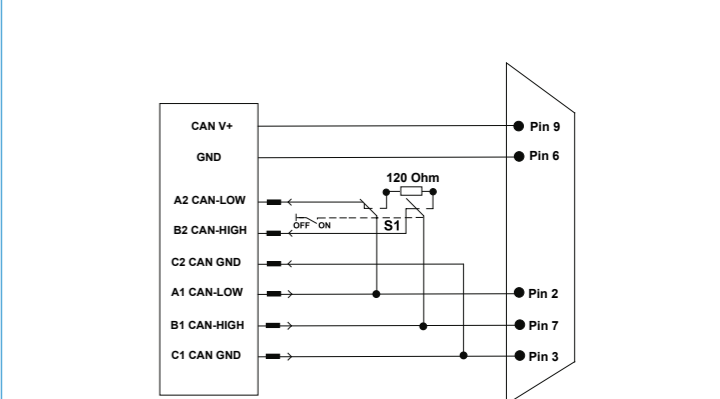 CAN V+
Pin 9
GND
Pin 6
120 Ohm
A2 CAN-LOW
OFF ON
S1
B2 CAN-HIGH
C2 CAN GND
A1 CAN-LOW
Pin 2
B1 CAN-HIGH
Pin 7
C1 CAN GND
Pin 3